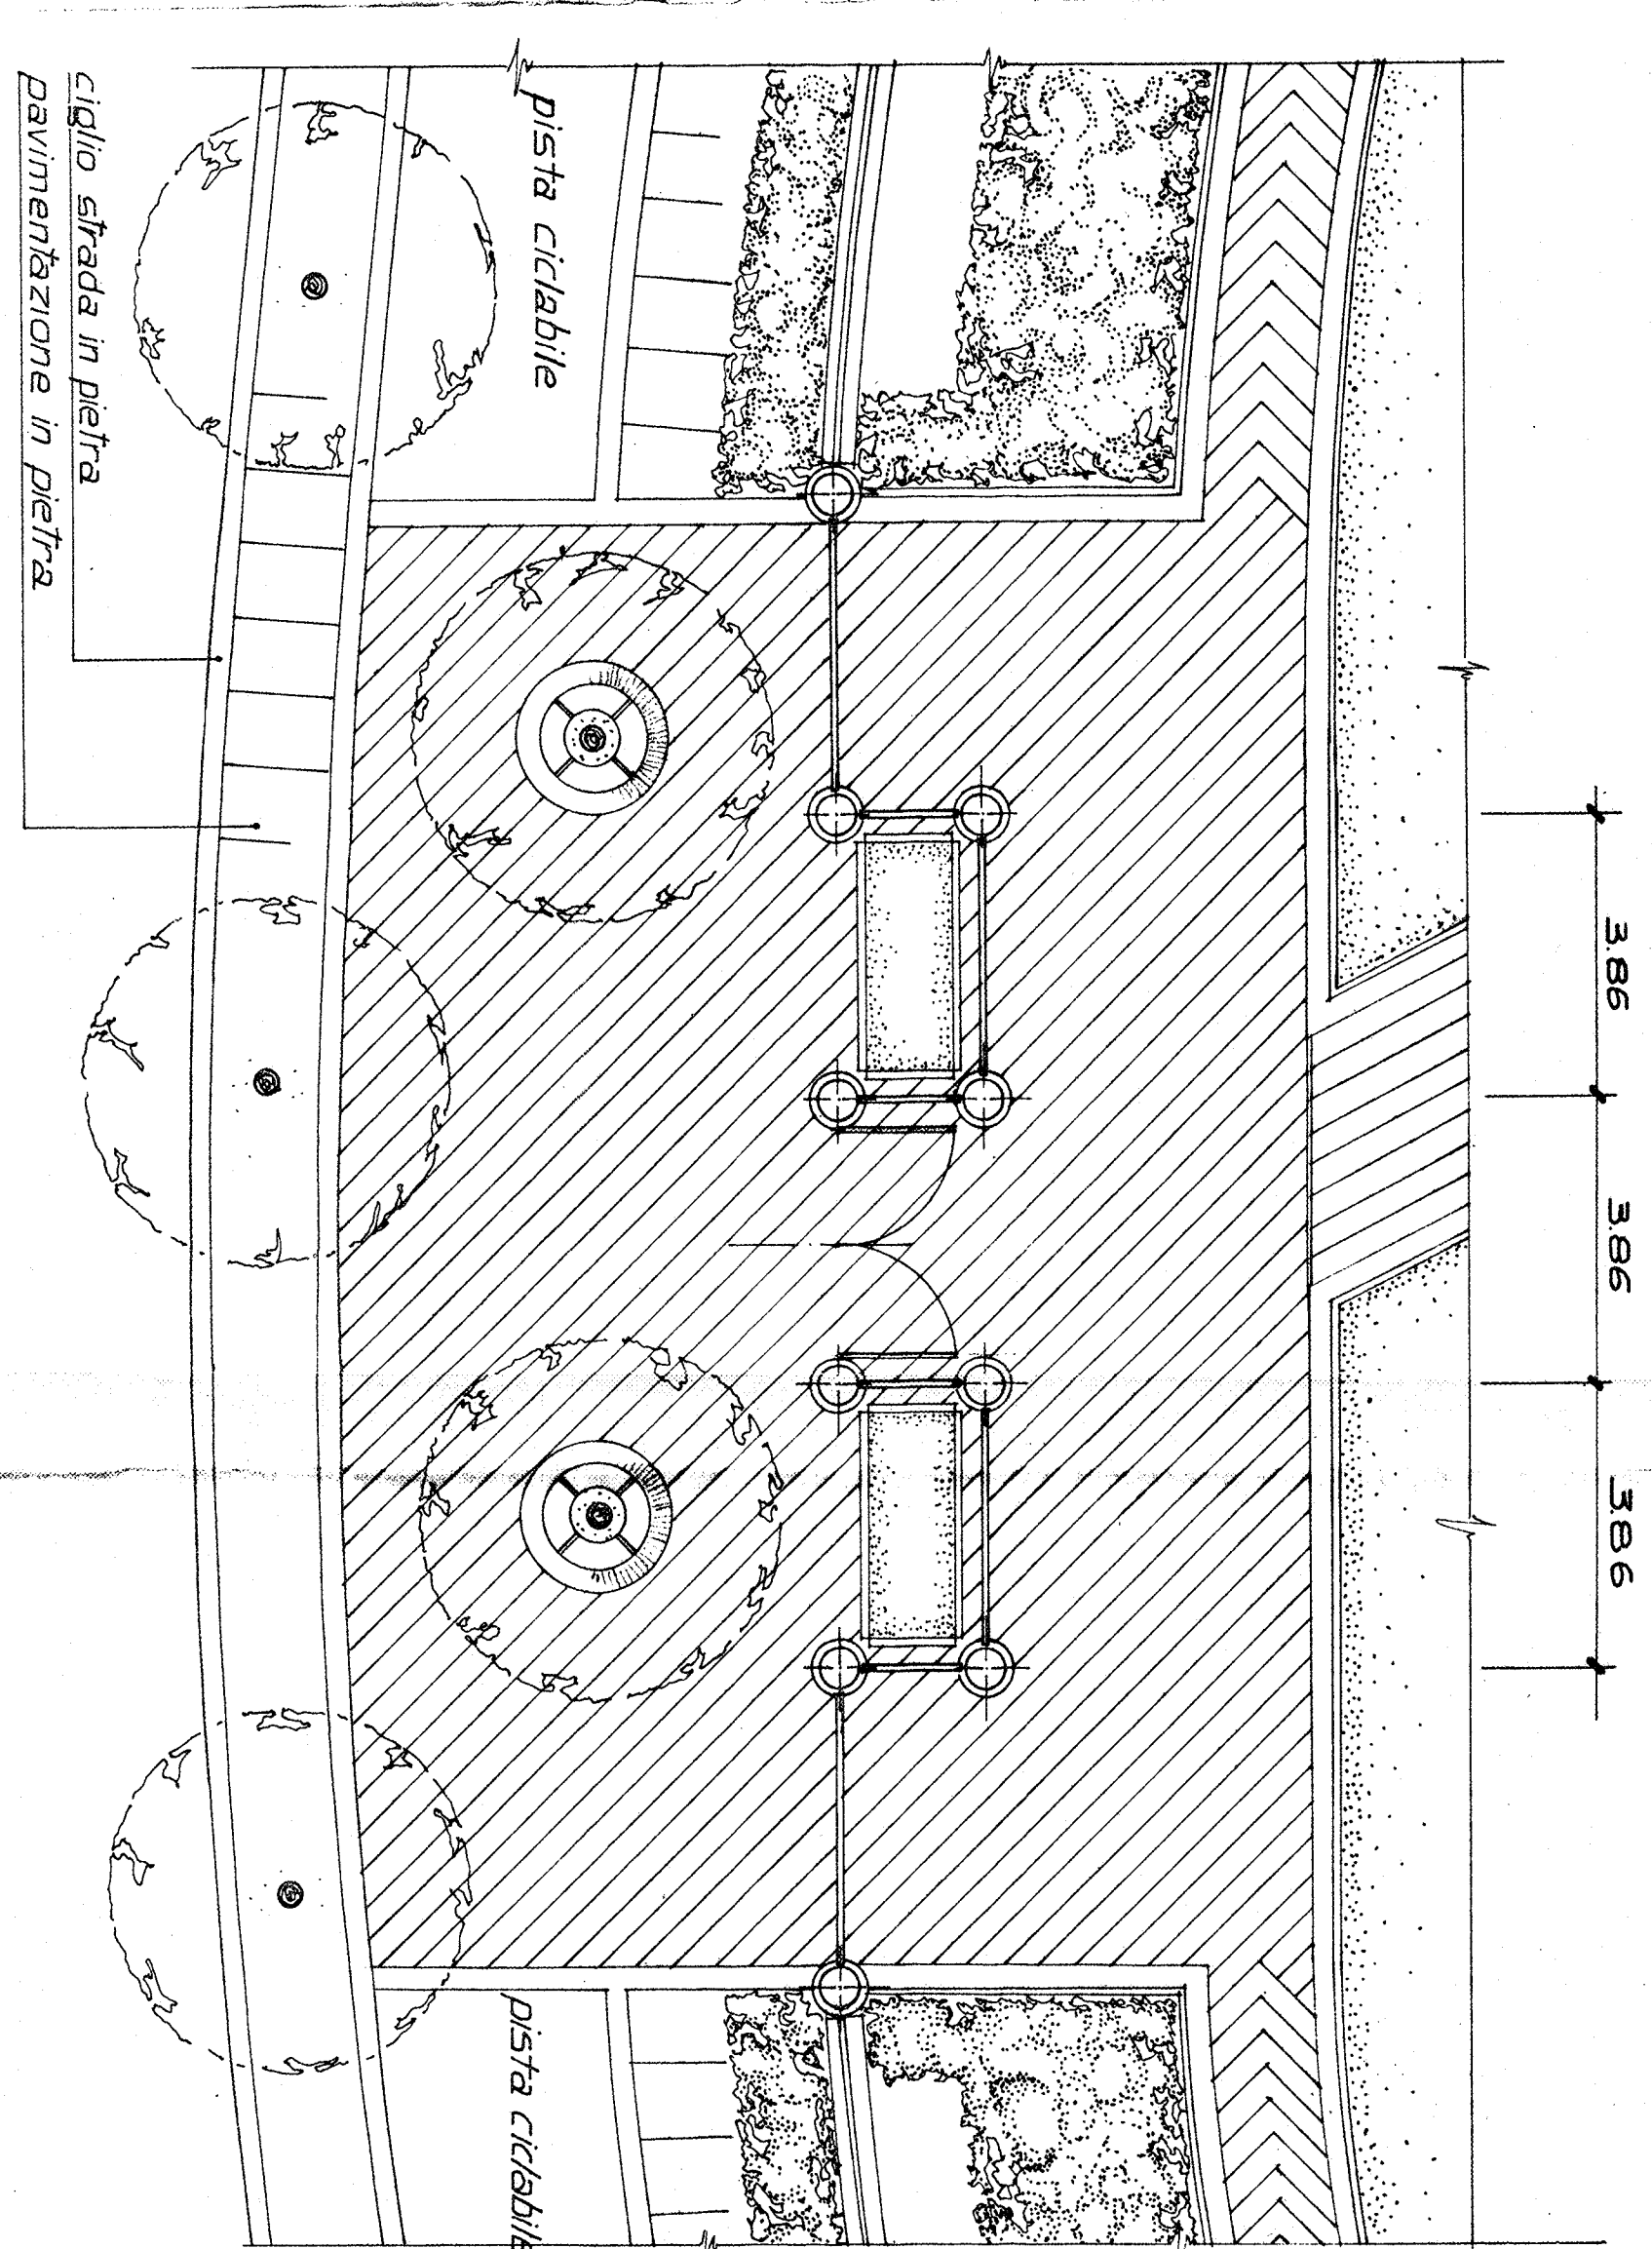 3.86
3.86
3.86
pista ciclabile
pista ciclabile
ciglio strada in pietra
pavimentazione in pietra